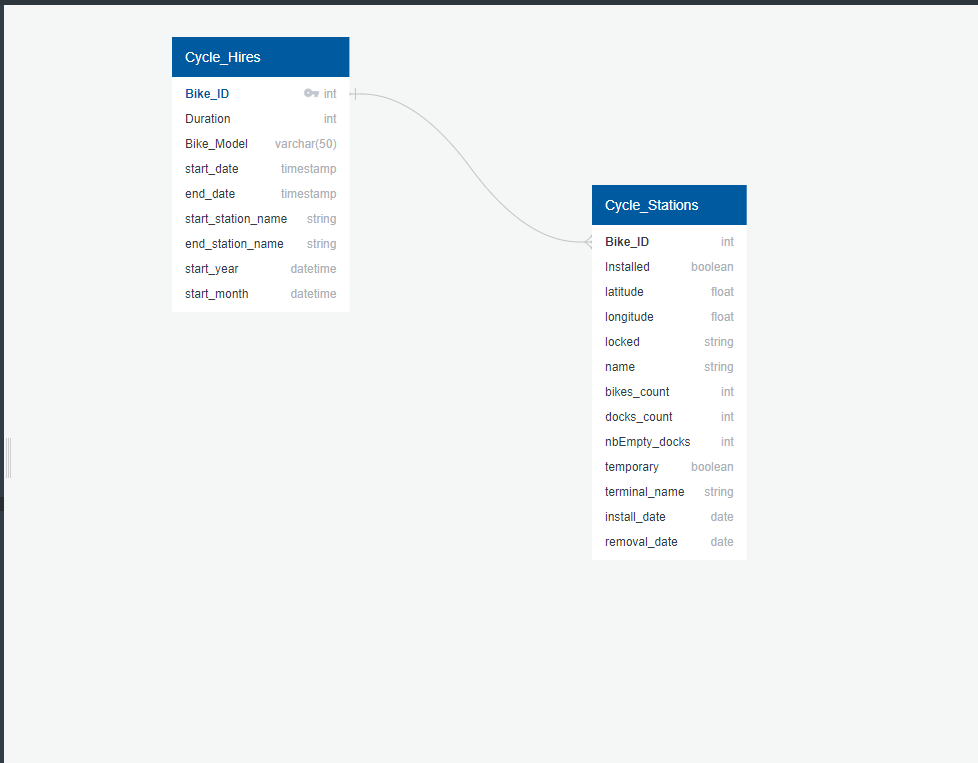 Cycle_Hires
Bike_ID int
Duration int
Bike_Model varchar(50)
start_date timestamp
end_date timestamp
start_station_name string
end_station_name string
start_year datetime
start_month datetime
Cycle_Stations
Bike_ID int
Installed boolean
latitude float
longitude float
locked string
name string
bikes_count int
docks_count int
nbEmpty_docks int
temporary boolean
terminal_name string
install_date date
removal_date date